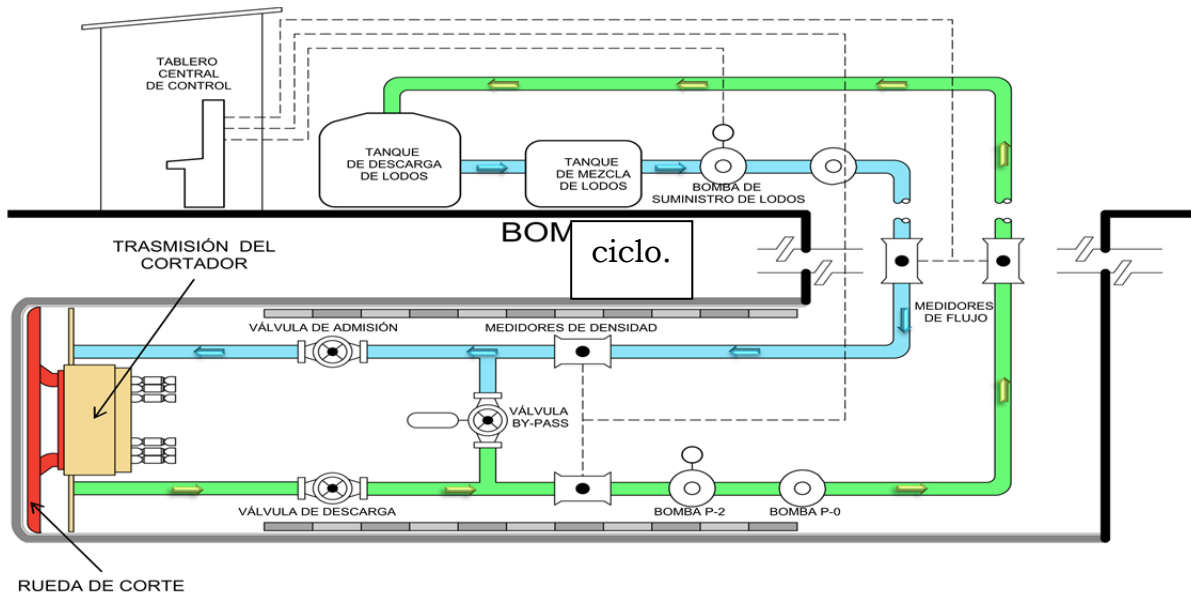 TABLERO
CENTRAL
DE CONTROL
TANQUE
DE DESCARGA
DE LODOS
TANQUE
DE MEZCLA
DE LODOS
BOMBA DE
SUMINISTRO DE LODOS
BOM
ciclo.
TRASMISIÓN DEL
CORTADOR
VÁLVULA DE ADMISIÓN
MEDIDORES DE DENSIDAD
MEDIDORES
DE FLUJO
VÁLVULA
BY-PASS
VÁLVULA DE DESCARGA
BOMBA P-2
BOMBA P-0
RUEDA DE CORTE